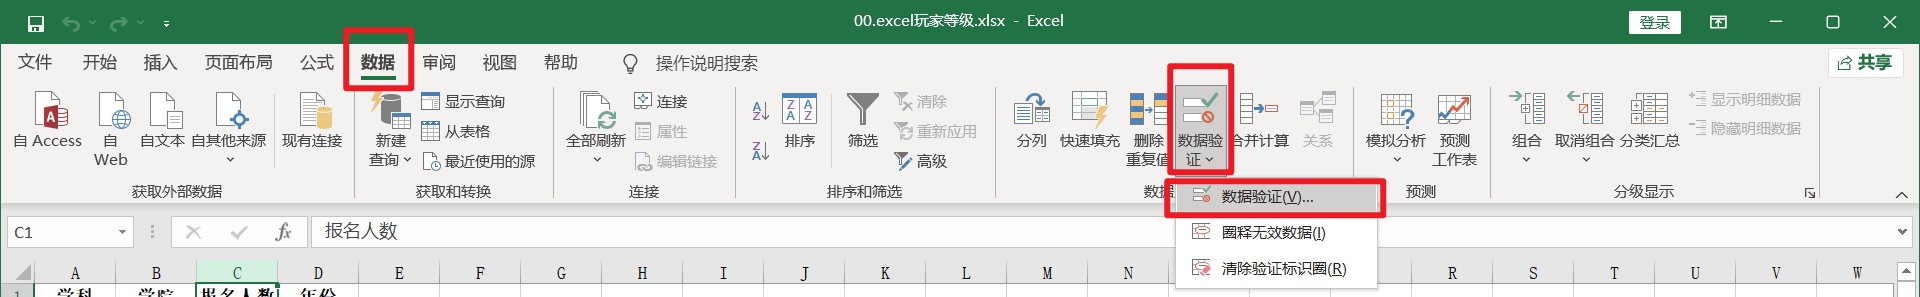 00.excel玩家等级.xlsx - Excel
登录
文件 开始 插入 页面布局 公式 数据 审阅 视图 帮助 操作说明搜索 共享
自 Access
自 Web
自文本
自其他来源
现有连接
获取外部数据
新建查询
显示查询
从表格
最近使用的源
获取和转换
全部刷新
连接
属性
编辑链接
连接
排序
筛选
清除
重新应用
高级
排序和筛选
分列
快速填充
删除重复值
数据验证
合并计算
关系
数据
模拟分析
预测工作表
预测
组合
取消组合
分类汇总
显示明细数据
隐藏明细数据
分级显示
数据验证(V)...
圈释无效数据(I)
清除验证标识圈(R)
C1 fx 报名人数
A B C D E F G H I J K L M N R S T U V W
1 学科 学院 报名人数 年份